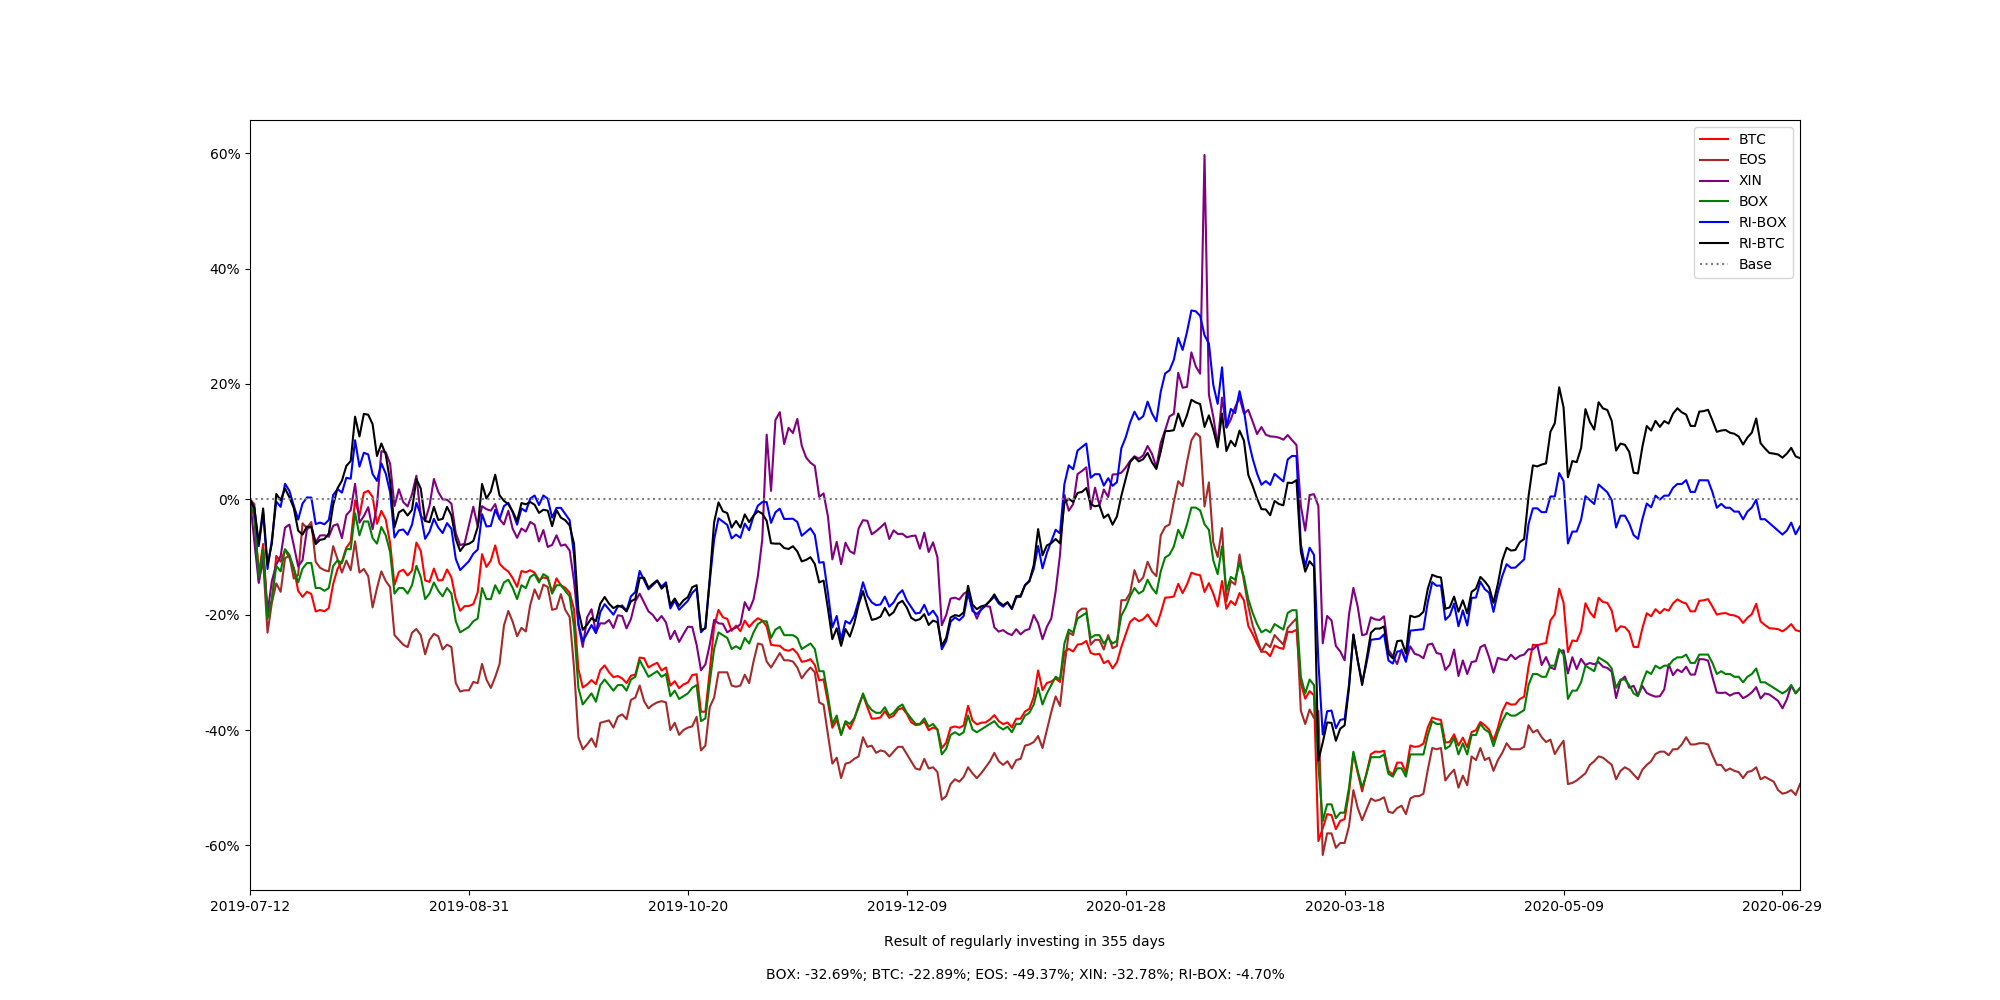 60%
40%
20%
0%
-20%
-40%
-60%
BTC
EOS
XIN
BOX
RI-BOX
RI-BTC
Base
2019-07-12 2019-08-31 2019-10-20 2019-12-09 2020-01-28 2020-03-18 2020-05-09 2020-06-29
Result of regularly investing in 355 days
BOX: -32.69%; BTC: -22.89%; EOS: -49.37%; XIN: -32.78%; RI-BOX: -4.70%